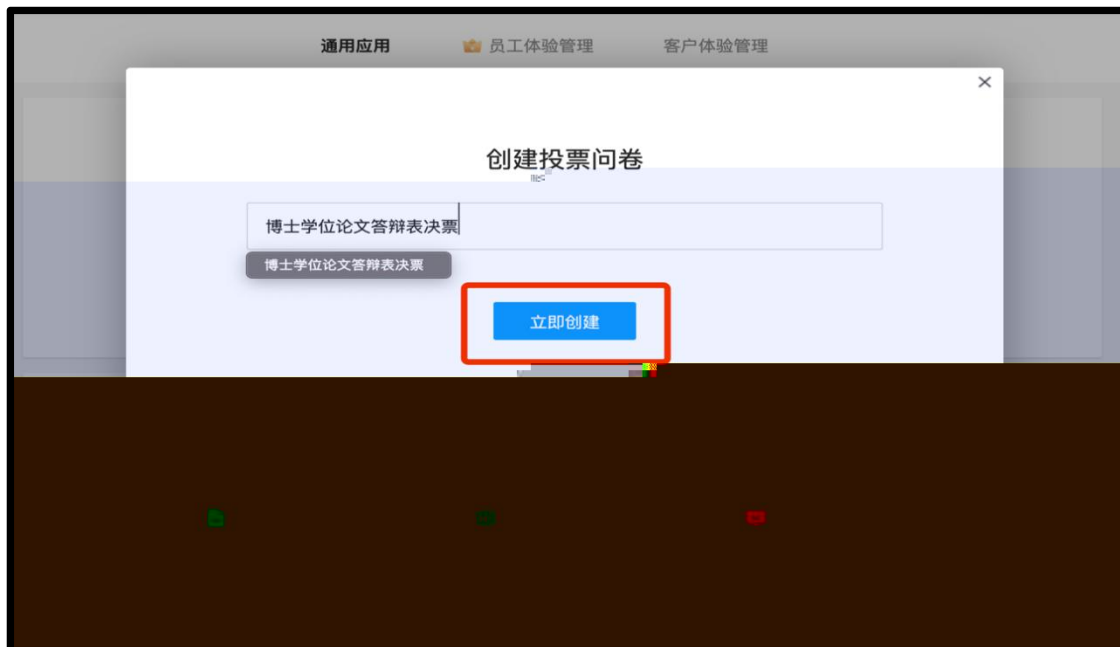 通用应用 员工体验管理 客户体验管理
×
创建投票问卷
博士学位论文答辩表决票
博士学位论文答辩表决票
立即创建